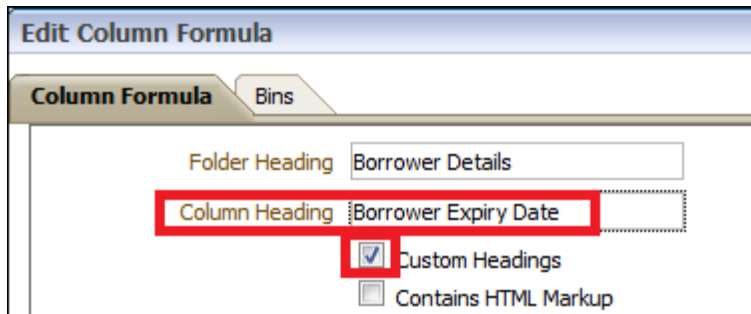 Edit Column Formula
Column Formula Bins
Folder Heading Borrower Details
Column Heading Borrower Expiry Date
Custom Headings
Contains HTML Markup